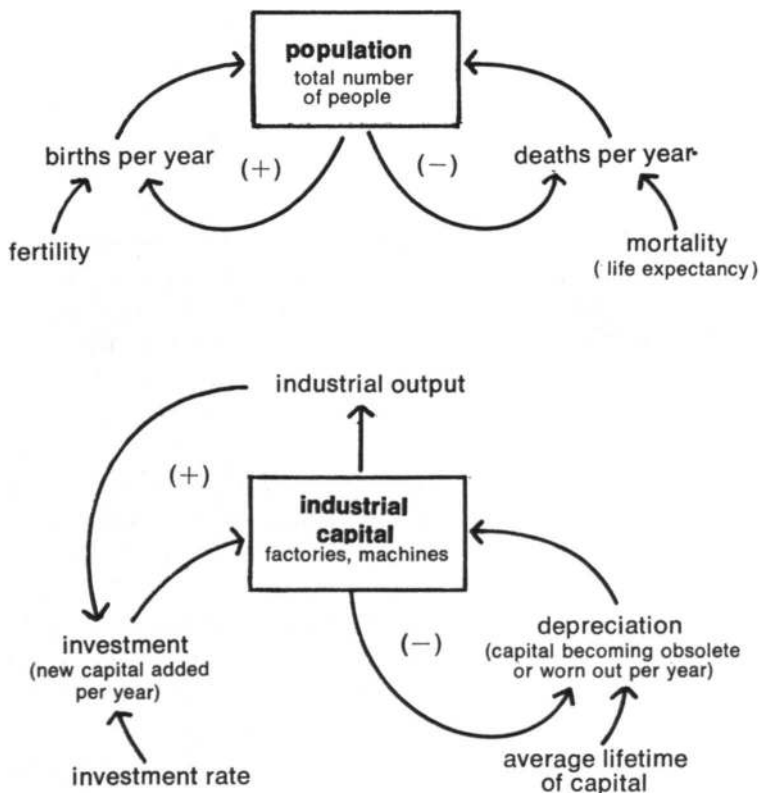 population
total number
of people
births per year
(+)
(−)
deaths per year
fertility
mortality
( life expectancy)
industrial output
(+)
industrial
capital
factories, machines
investment
(new capital added
per year)
(−)
depreciation
(capital becoming obsolete
or worn out per year)
investment rate
average lifetime
of capital